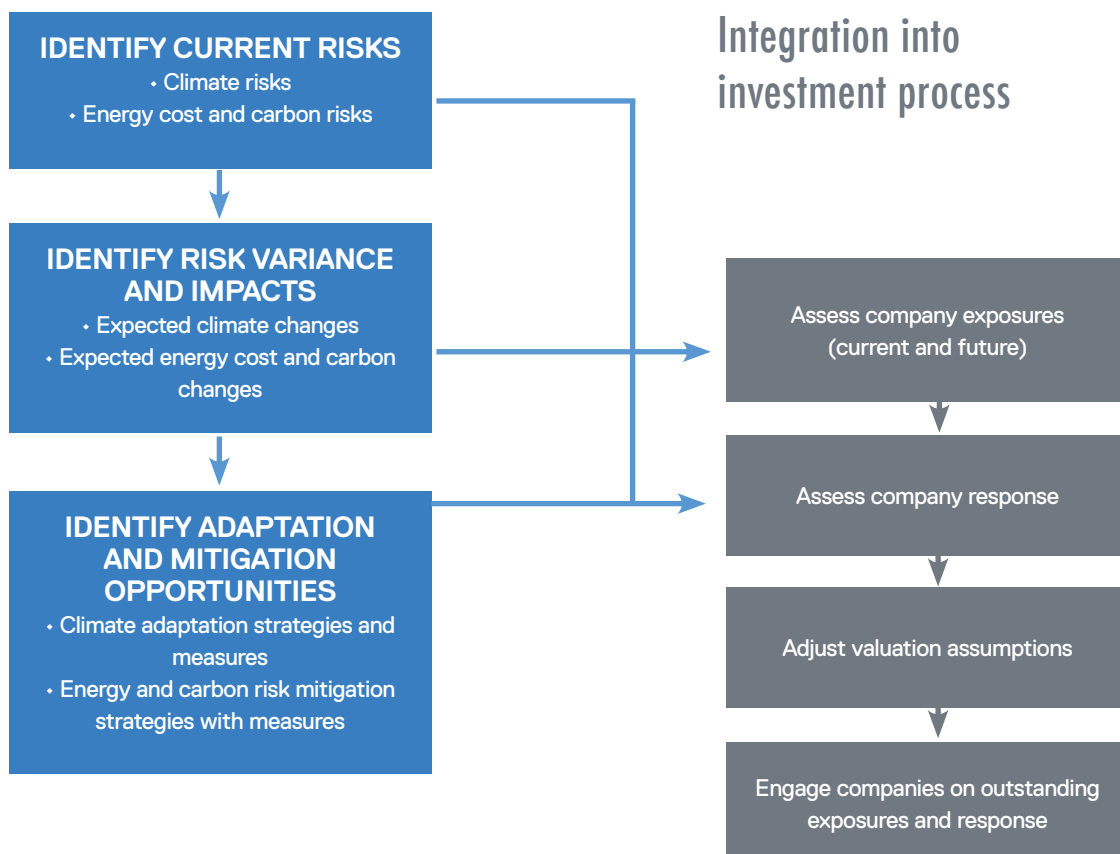 IDENTIFY CURRENT RISKS
• Climate risks
• Energy cost and carbon risks
IDENTIFY RISK VARIANCE
AND IMPACTS
• Expected climate changes
• Expected energy cost and carbon
changes
IDENTIFY ADAPTATION
AND MITIGATION
OPPORTUNITIES
• Climate adaptation strategies and
measures
• Energy and carbon risk mitigation
strategies with measures
Integration into
investment process
Assess company exposures
(current and future)
Assess company response
Adjust valuation assumptions
Engage companies on outstanding
exposures and response